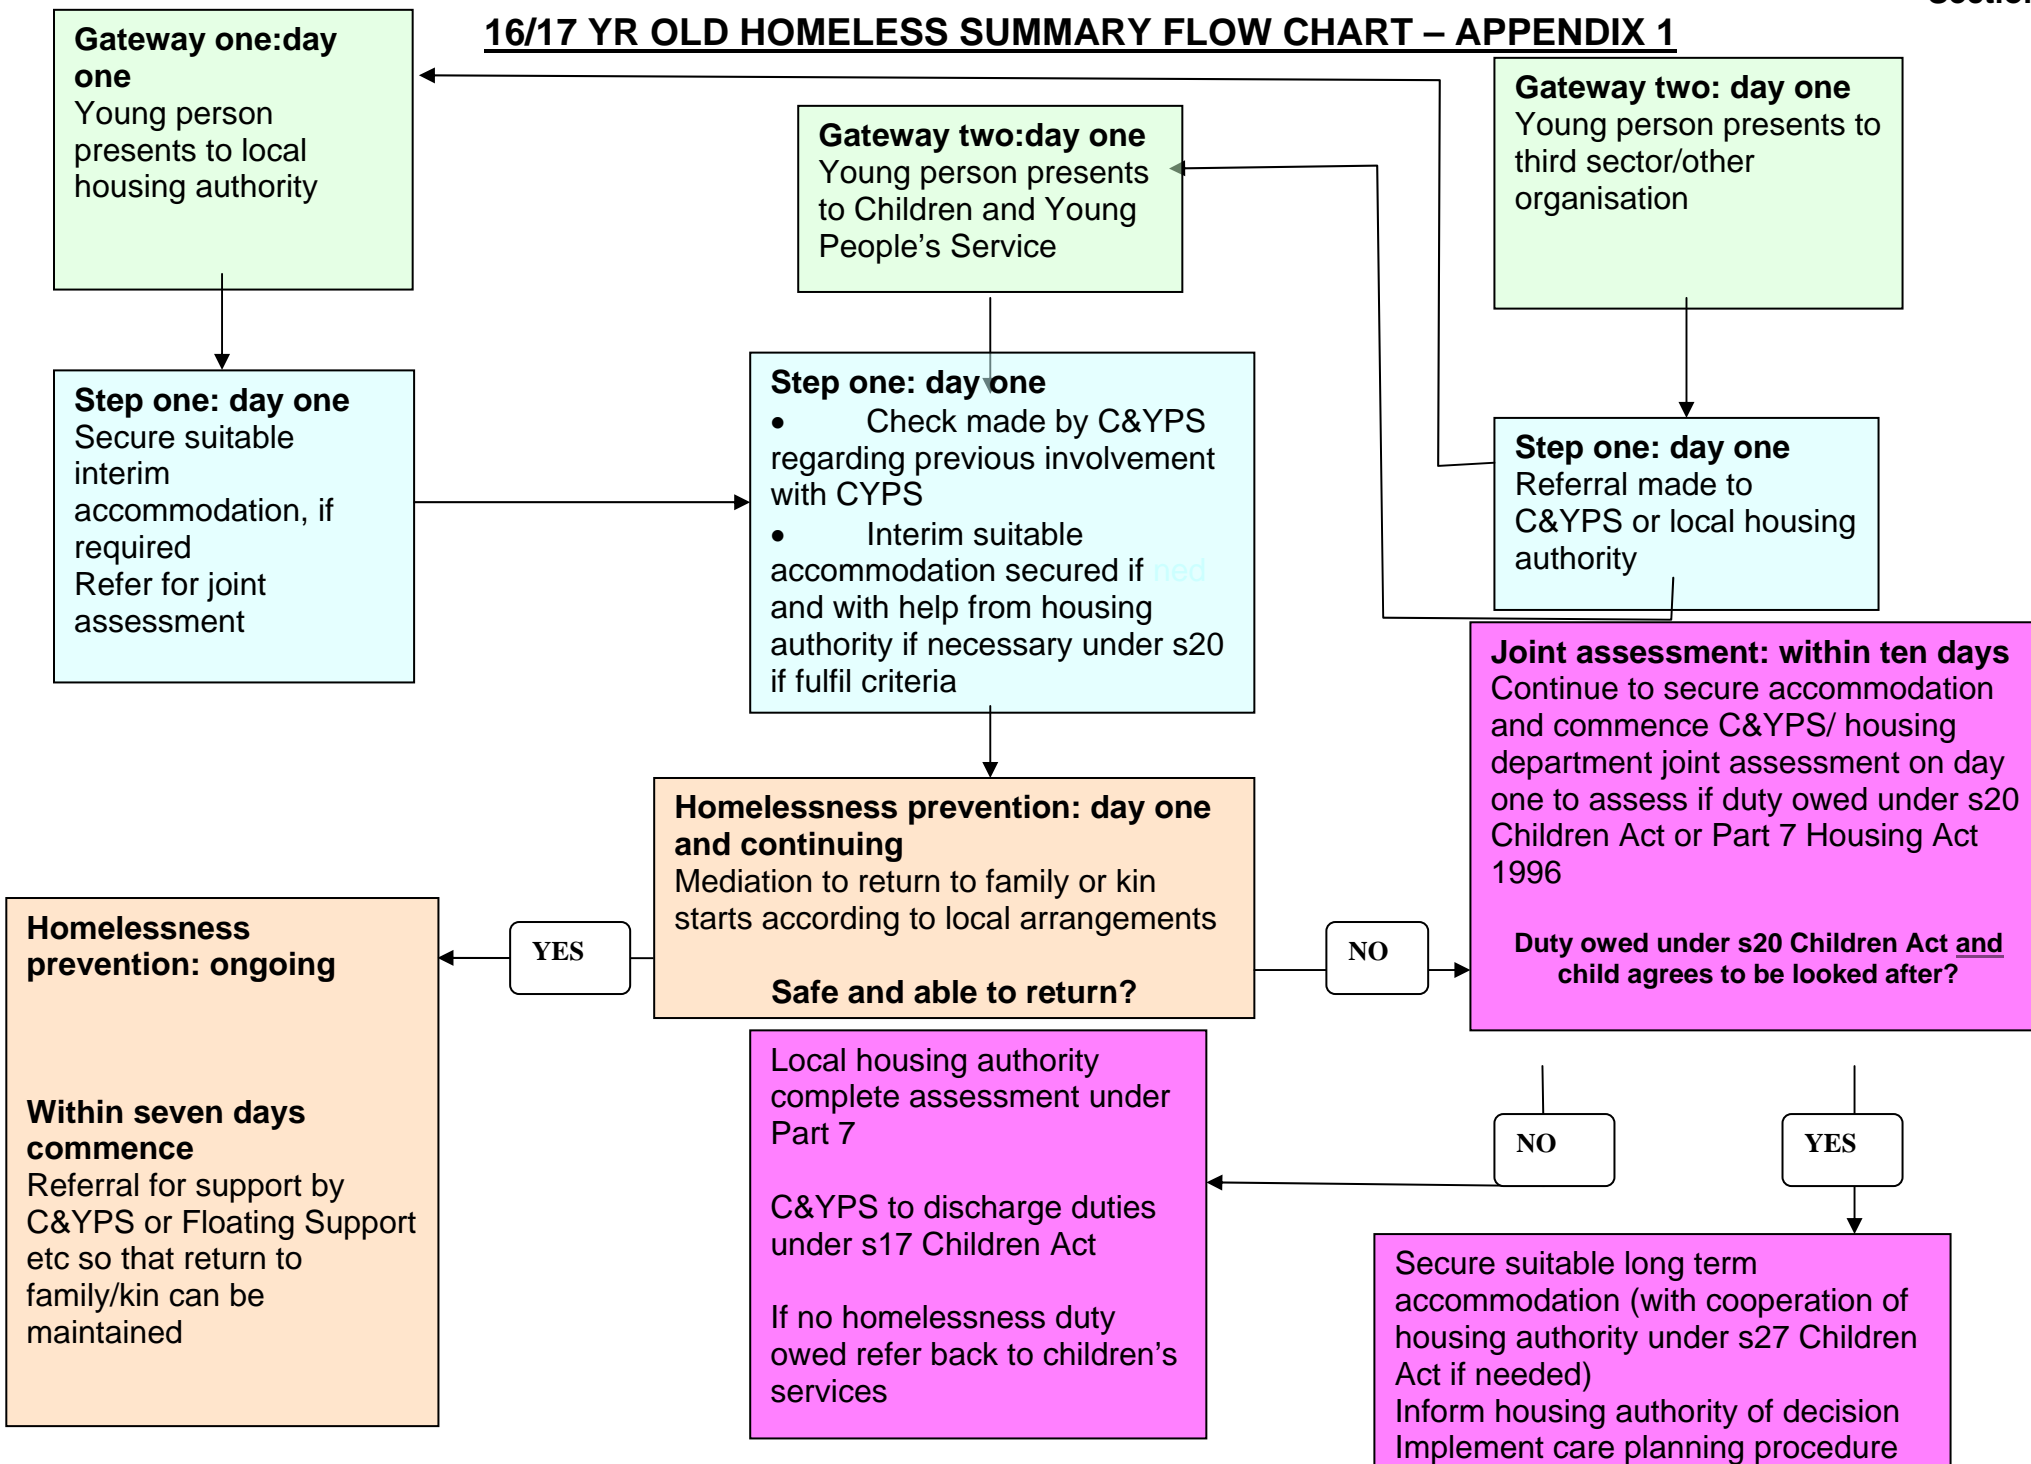 Section
16/17 YR OLD HOMELESS SUMMARY FLOW CHART – APPENDIX 1
Gateway one:day
one
Young person
presents to local
housing authority
Gateway two:day one
Young person presents
to Children and Young
People's Service
Gateway two: day one
Young person presents to
third sector/other
organisation
Step one: day one
Secure suitable
interim
accommodation, if
required
Refer for joint
assessment
Step one: day one
• Check made by C&YPS
regarding previous involvement
with CYPS
• Interim suitable
accommodation secured if ned
and with help from housing
authority if necessary under s20
if fulfil criteria
Step one: day one
Referral made to
C&YPS or local housing
authority
Homelessness prevention: day one
and continuing
Mediation to return to family or kin
starts according to local arrangements
Safe and able to return?
YES
NO
Joint assessment: within ten days
Continue to secure accommodation
and commence C&YPS/ housing
department joint assessment on day
one to assess if duty owed under s20
Children Act or Part 7 Housing Act
1996
Duty owed under s20 Children Act and
child agrees to be looked after?
Homelessness
prevention: ongoing
Within seven days
commence
Referral for support by
C&YPS or Floating Support
etc so that return to
family/kin can be
maintained
Local housing authority
complete assessment under
Part 7
C&YPS to discharge duties
under s17 Children Act
If no homelessness duty
owed refer back to children's
services
NO
YES
Secure suitable long term
accommodation (with cooperation of
housing authority under s27 Children
Act if needed)
Inform housing authority of decision
Implement care planning procedure